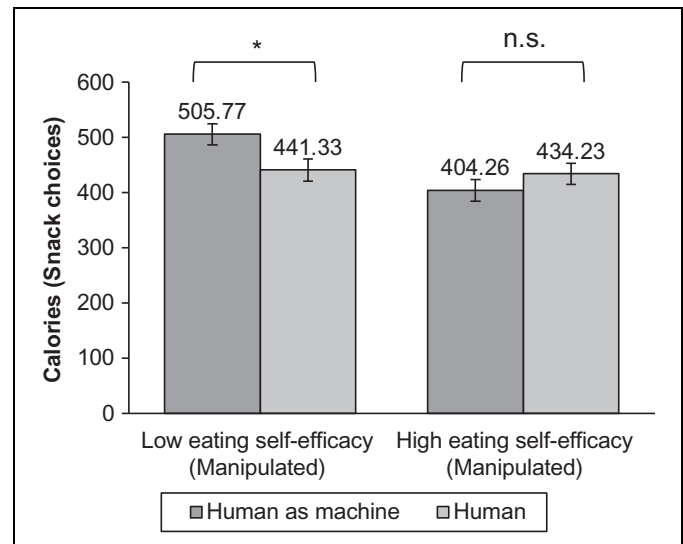 * n.s.
Calories (Snack choices)
600
500
400
300
200
100
0
505.77
441.33
404.26
434.23
Low eating self-efficacy
(Manipulated)
High eating self-efficacy
(Manipulated)
Human as machine Human